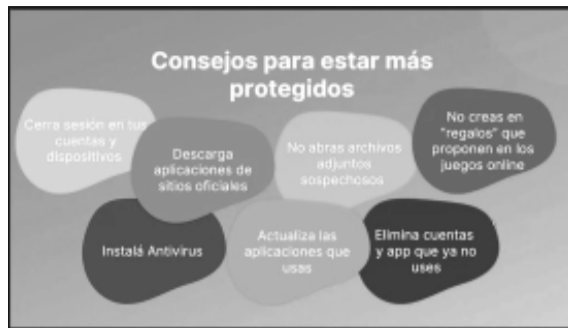 Consejos para estar más
protegidos
Cerra sesión en tus
cuentas y
dispositivos
Descarga
aplicaciones de
sitios oficiales
No abras archivos
adjuntos
sospechosos
No creas en
"regalos" que
proponen en los
juegos online
Instalá Antivirus
Actualiza las
aplicaciones que
usas
Elimina cuentas
y app que ya no
uses